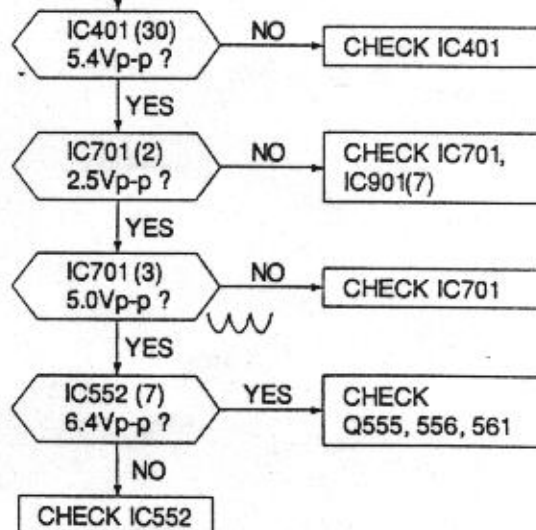 IC401 (30)
5.4Vp-p ?
NO
CHECK IC401
YES
IC701 (2)
2.5Vp-p ?
NO
CHECK IC701,
IC901(7)
YES
IC701 (3)
5.0Vp-p ?
NO
CHECK IC701
YES
IC552 (7)
6.4Vp-p ?
YES
CHECK
Q555, 556, 561
NO
CHECK IC552